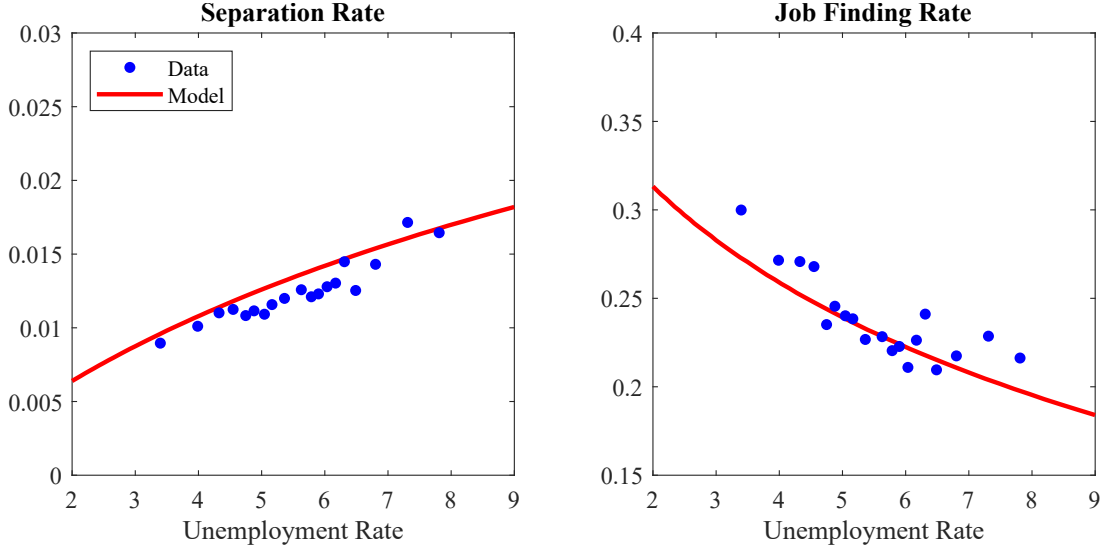 Separation Rate
0.03
0.025
0.02
0.015
0.01
0.005
0
2 3 4 5 6 7 8 9
Unemployment Rate
Data
Model
Job Finding Rate
0.4
0.35
0.3
0.25
0.2
0.15
2 3 4 5 6 7 8 9
Unemployment Rate